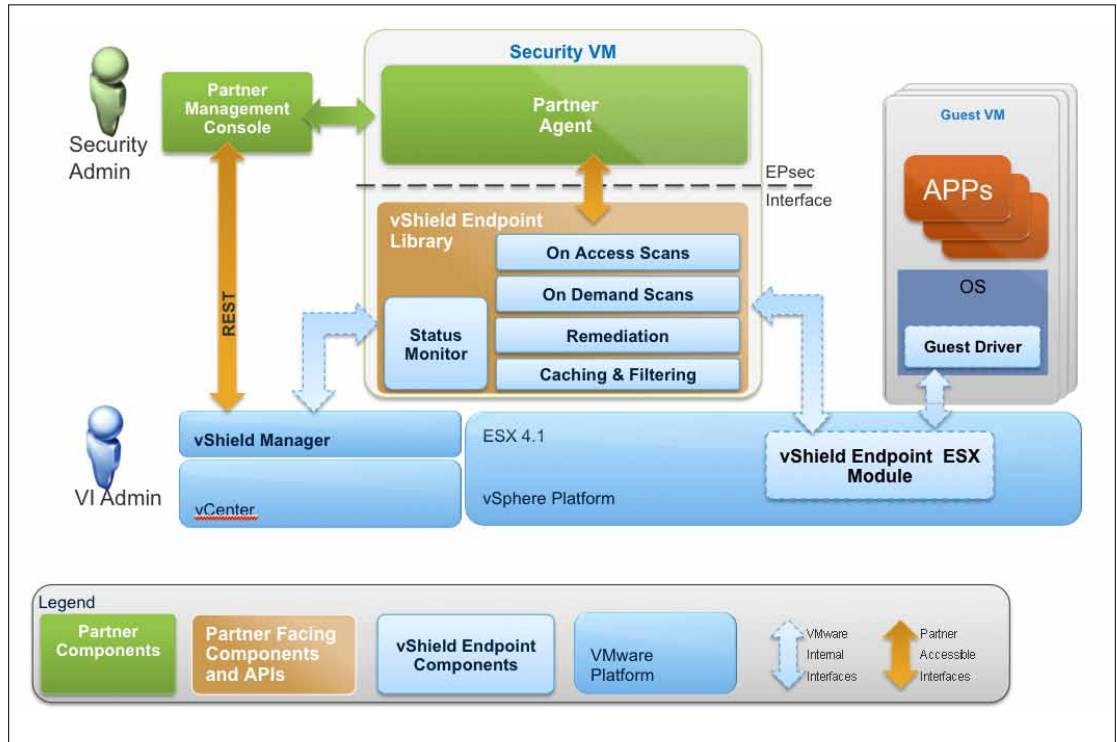 Security VM
Partner
Management
Console
Partner
Agent
Security
Admin
Guest VM
APPs
EPsec
Interface
vShield Endpoint
Library
On Access Scans
On Demand Scans
Remediation
Caching & Filtering
Status
Monitor
OS
Guest Driver
REST
vShield Manager
vCenter
VI Admin
ESX 4.1
vSphere Platform
vShield Endpoint ESX
Module
Legend
Partner
Components
Partner Facing
Components
and APIs
vShield Endpoint
Components
VMware
Platform
VMware
Internal
Interfaces
Partner
Accessible
Interfaces